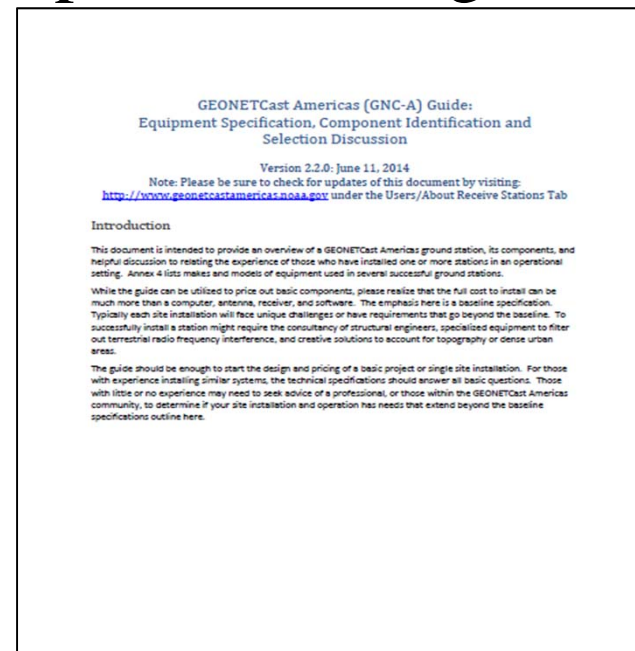 GEONETCast Americas (GNC-A) Guide:
Equipment Specification, Component Identification and
Selection Discussion
Version 2.2.0: June 11, 2014
Note: Please be sure to check for updates of this document by visiting:
http://www.geonetcastamericas.noaa.gov under the Users/About Receive Stations Tab
Introduction
This document is intended to provide an overview of a GEONETCast Americas ground station, its components, and
helpful discussion to relating the experience of those who have installed one or more stations in an operational
setting. Annex 4 lists makes and models of equipment used in several successful ground stations.
While the guide can be utilized to price out basic components, please realize that the full cost to install can be
much more than a computer, antenna, receiver, and software. The emphasis here is a baseline specification.
Typically each site installation will face unique challenges or have requirements that go beyond the baseline. To
successfully install a station might require the consultancy of structural engineers, specialized equipment to filter
out terrestrial radio frequency interference, and creative solutions to account for topography or dense urban
areas.
The guide should be enough to start the design and pricing of a basic project or single site installation. For those
with experience installing similar systems, the technical specifications should answer all basic questions. Those
with little or no experience may need to seek advice of a professional, or those within the GEONETCast Americas
community, to determine if your site installation and operation has needs that extend beyond the baseline
specifications outline here.